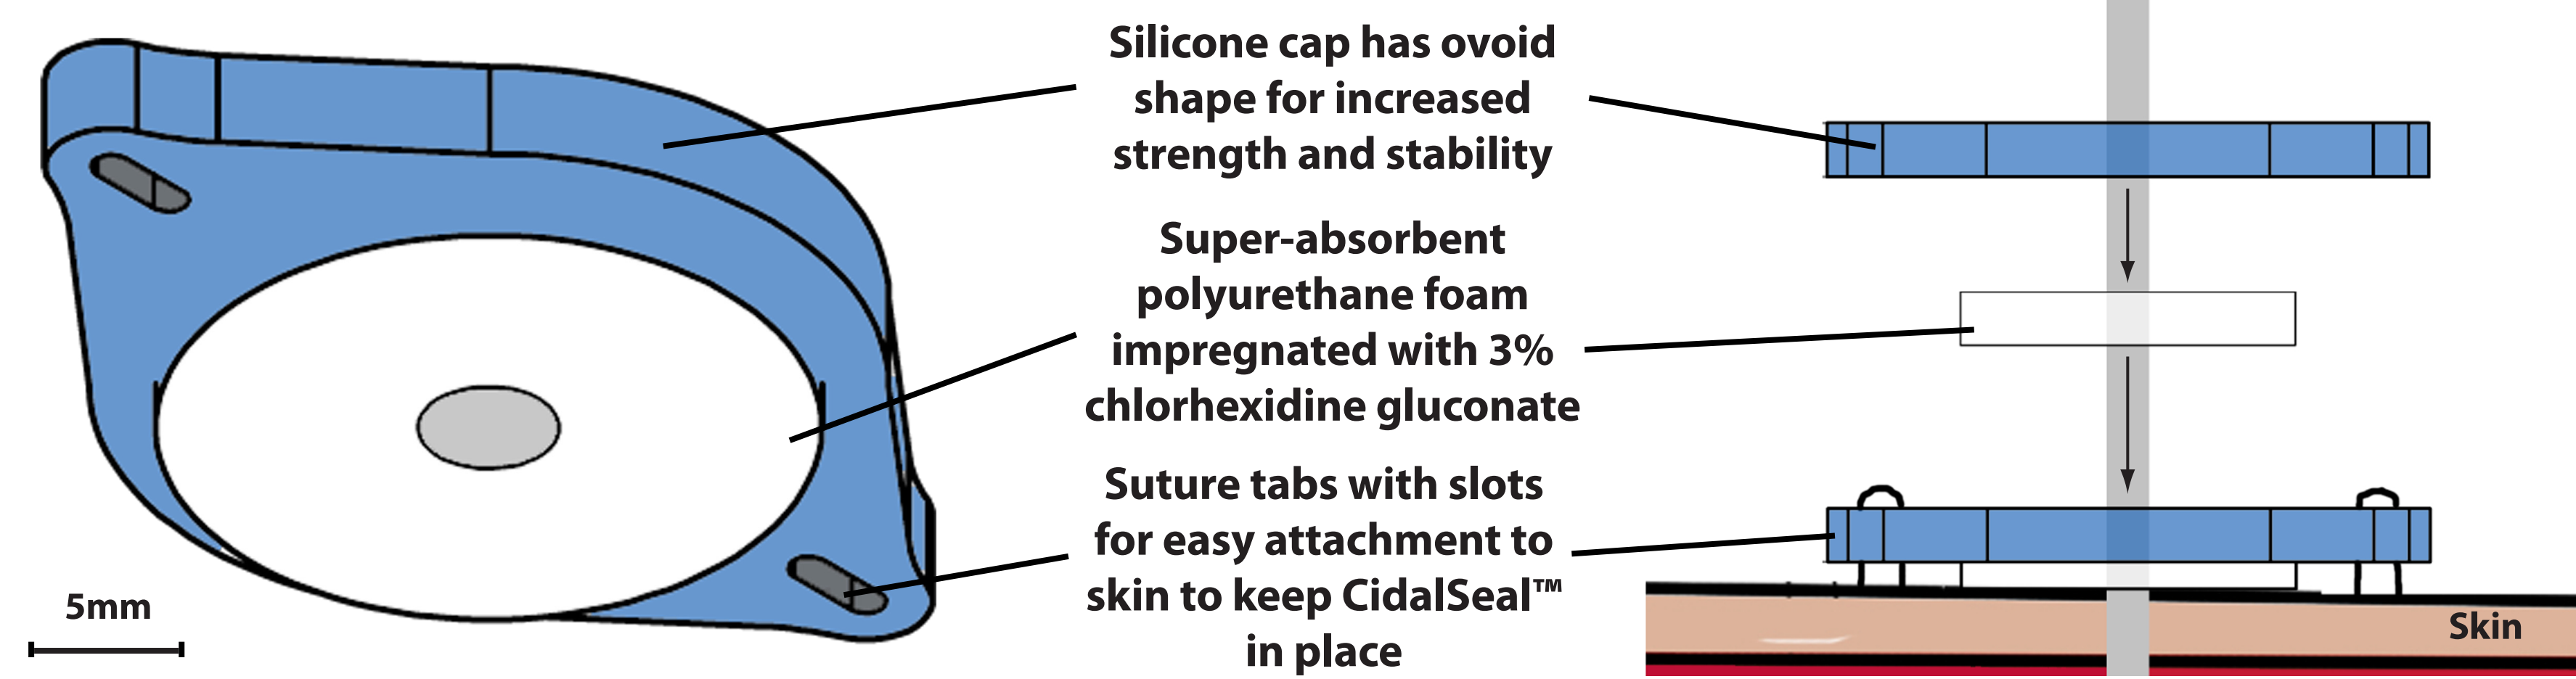 Silicone cap has ovoid
shape for increased
strength and stability
Super-absorbent
polyurethane foam
impregnated with 3%
chlorhexidine gluconate
Suture tabs with slots
for easy attachment to
skin to keep CidalSeal™
in place
5mm
Skin